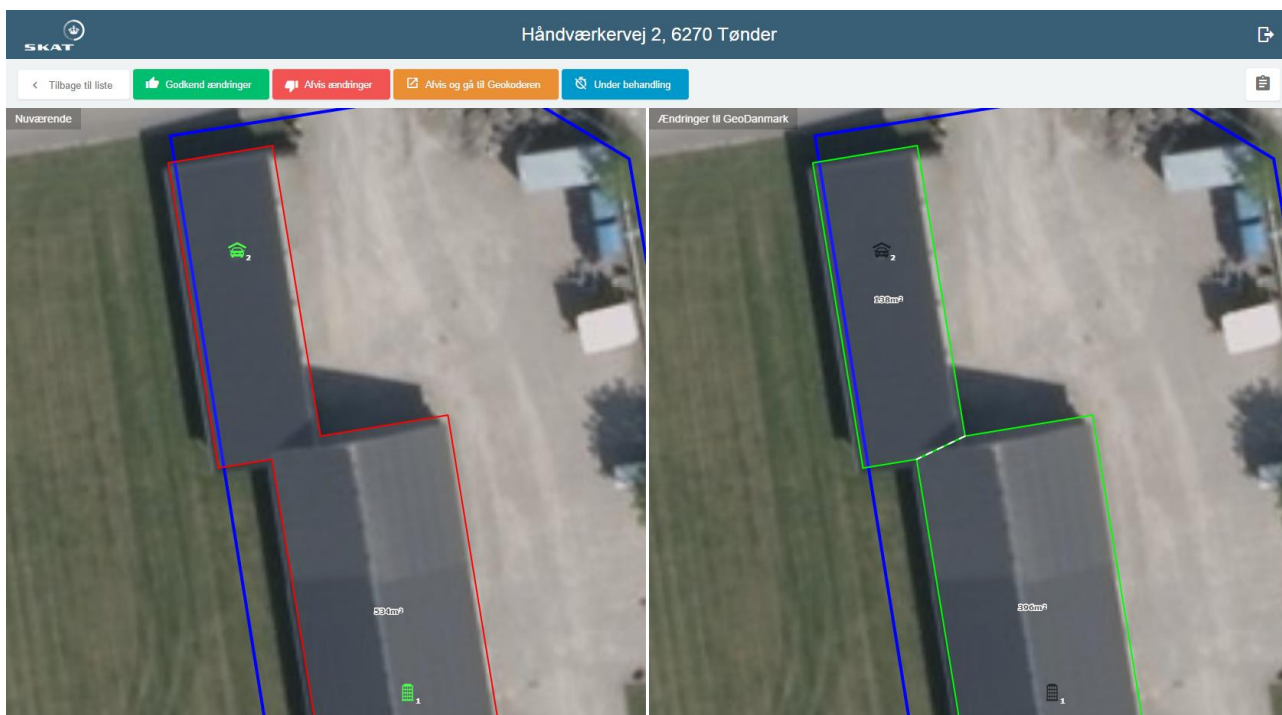 SKAT
Håndværkervej 2, 6270 Tønder
Tilbage til liste
Godkend ændringer
Afvis ændringer
Afvis og gå til Geokoderen
Under behandling
Nuværende
2
534m²
1
Ændringer til GeoDanmark
2
138m²
396m²
1